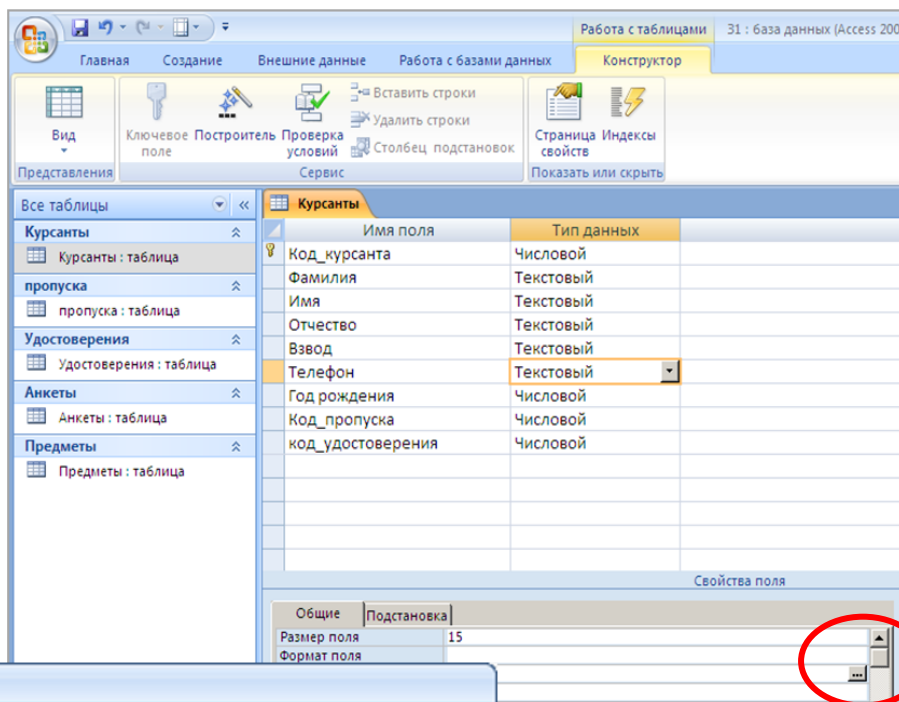 Работа с таблицами
31 : база данных (Access 200
Главная Создание Внешние данные Работа с базами данных Конструктор
Вид
Ключевое поле
Построитель
Проверка условий
Вставить строки
Удалить строки
Столбец подстановок
Страница свойств
Индексы
Представления Сервис Показать или скрыть
Все таблицы
Курсанты
Курсанты : таблица
пропуска
пропуска : таблица
Удостоверения
Удостоверения : таблица
Анкеты
Анкеты : таблица
Предметы
Предметы : таблица
Курсанты
Имя поля Тип данных
Код_курсанта Числовой
Фамилия Текстовый
Имя Текстовый
Отчество Текстовый
Взвод Текстовый
Телефон Текстовый
Год рождения Числовой
Код_пропуска Числовой
код_удостоверения Числовой
Свойства поля
Общие Подстановка
Размер поля 15
Формат поля